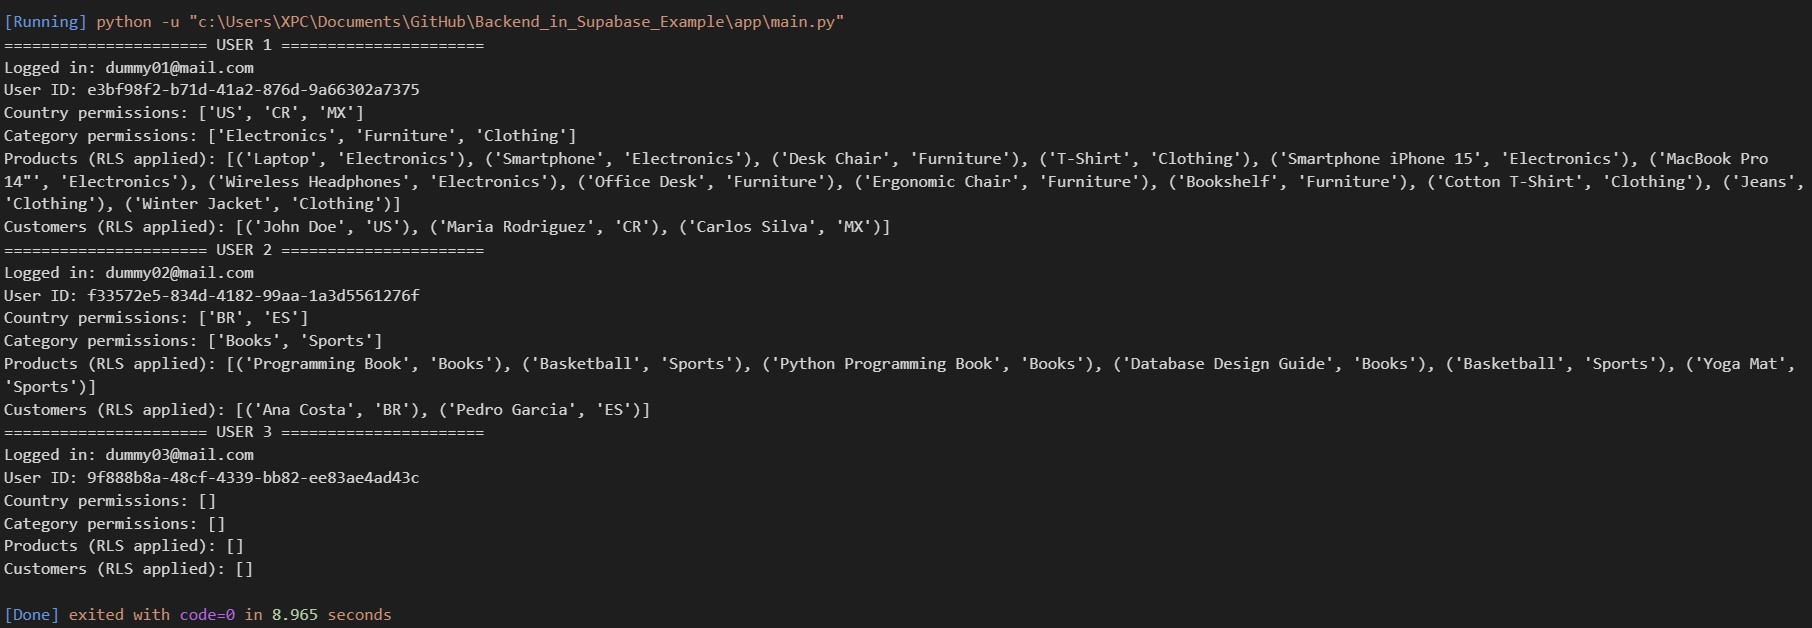 [Running] python -u "c:\Users\XPC\Documents\GitHub\Backend_in_Supabase_Example\app\main.py"
====================== USER 1 ======================
Logged in: dummy01@mail.com
User ID: e3bf98f2-b71d-41a2-876d-9a66302a7375
Country permissions: ['US', 'CR', 'MX']
Category permissions: ['Electronics', 'Furniture', 'Clothing']
Products (RLS applied): [('Laptop', 'Electronics'), ('Smartphone', 'Electronics'), ('Desk Chair', 'Furniture'), ('T-Shirt', 'Clothing'), ('Smartphone iPhone 15', 'Electronics'), ('MacBook Pro
14"', 'Electronics'), ('Wireless Headphones', 'Electronics'), ('Office Desk', 'Furniture'), ('Ergonomic Chair', 'Furniture'), ('Bookshelf', 'Furniture'), ('Cotton T-Shirt', 'Clothing'), ('Jeans',
'Clothing'), ('Winter Jacket', 'Clothing')]
Customers (RLS applied): [('John Doe', 'US'), ('Maria Rodriguez', 'CR'), ('Carlos Silva', 'MX')]
====================== USER 2 ======================
Logged in: dummy02@mail.com
User ID: f33572e5-834d-4182-99aa-1a3d5561276f
Country permissions: ['BR', 'ES']
Category permissions: ['Books', 'Sports']
Products (RLS applied): [('Programming Book', 'Books'), ('Basketball', 'Sports'), ('Python Programming Book', 'Books'), ('Database Design Guide', 'Books'), ('Basketball', 'Sports'), ('Yoga Mat',
'Sports')]
Customers (RLS applied): [('Ana Costa', 'BR'), ('Pedro Garcia', 'ES')]
====================== USER 3 ======================
Logged in: dummy03@mail.com
User ID: 9f888b8a-48cf-4339-bb82-ee83ae4ad43c
Country permissions: []
Category permissions: []
Products (RLS applied): []
Customers (RLS applied): []
[Done] exited with code=0 in 8.965 seconds